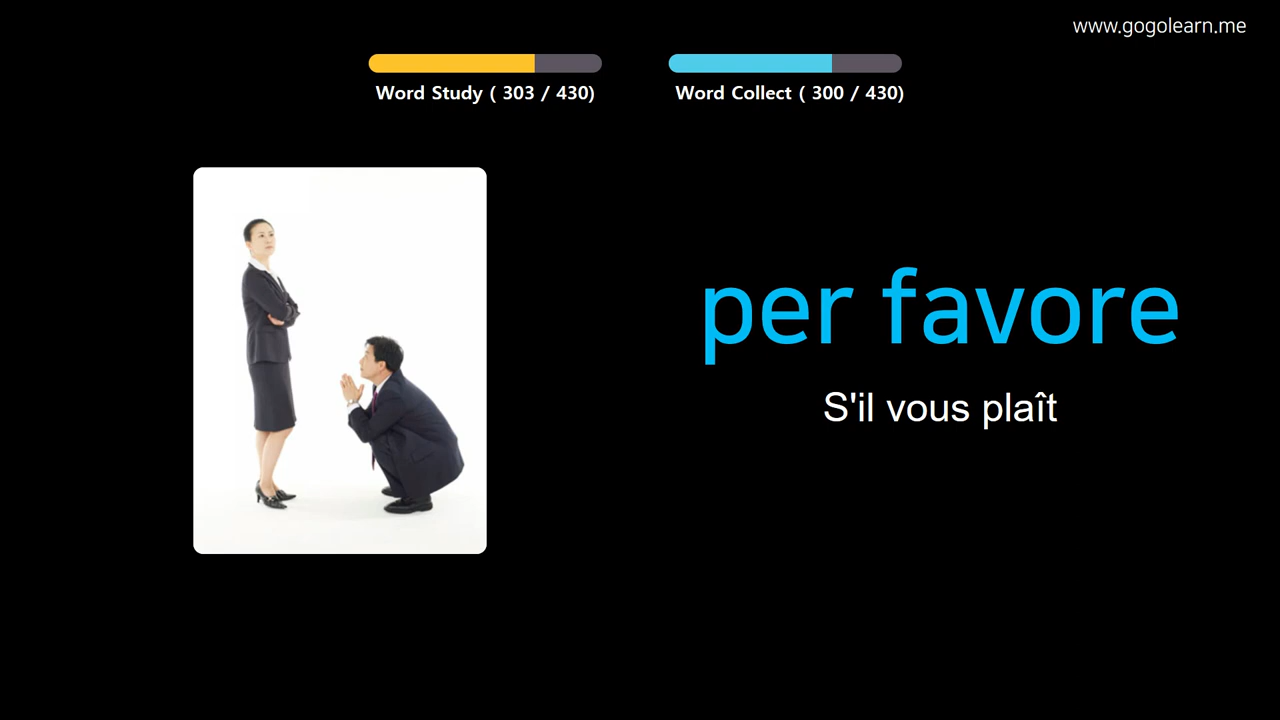 www.gogolearn.me
Word Study ( 303 / 430)
Word Collect ( 300 / 430)
per favore
S'il vous plaît